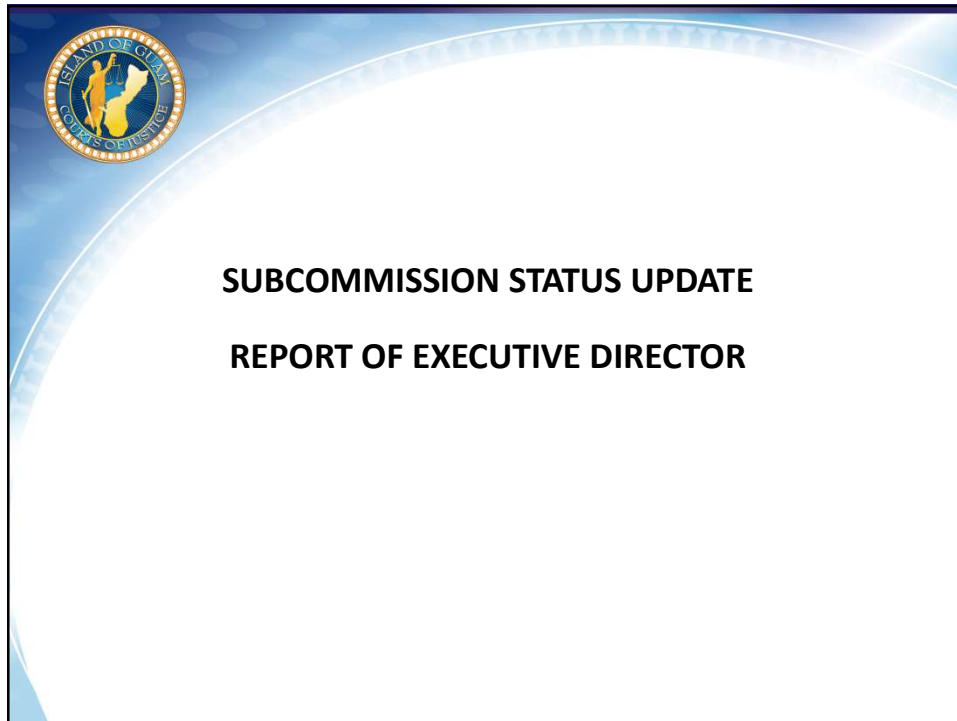 ISLAND OF GUAM
COURTS OF JUSTICE
SUBCOMMISSION STATUS UPDATE
REPORT OF EXECUTIVE DIRECTOR